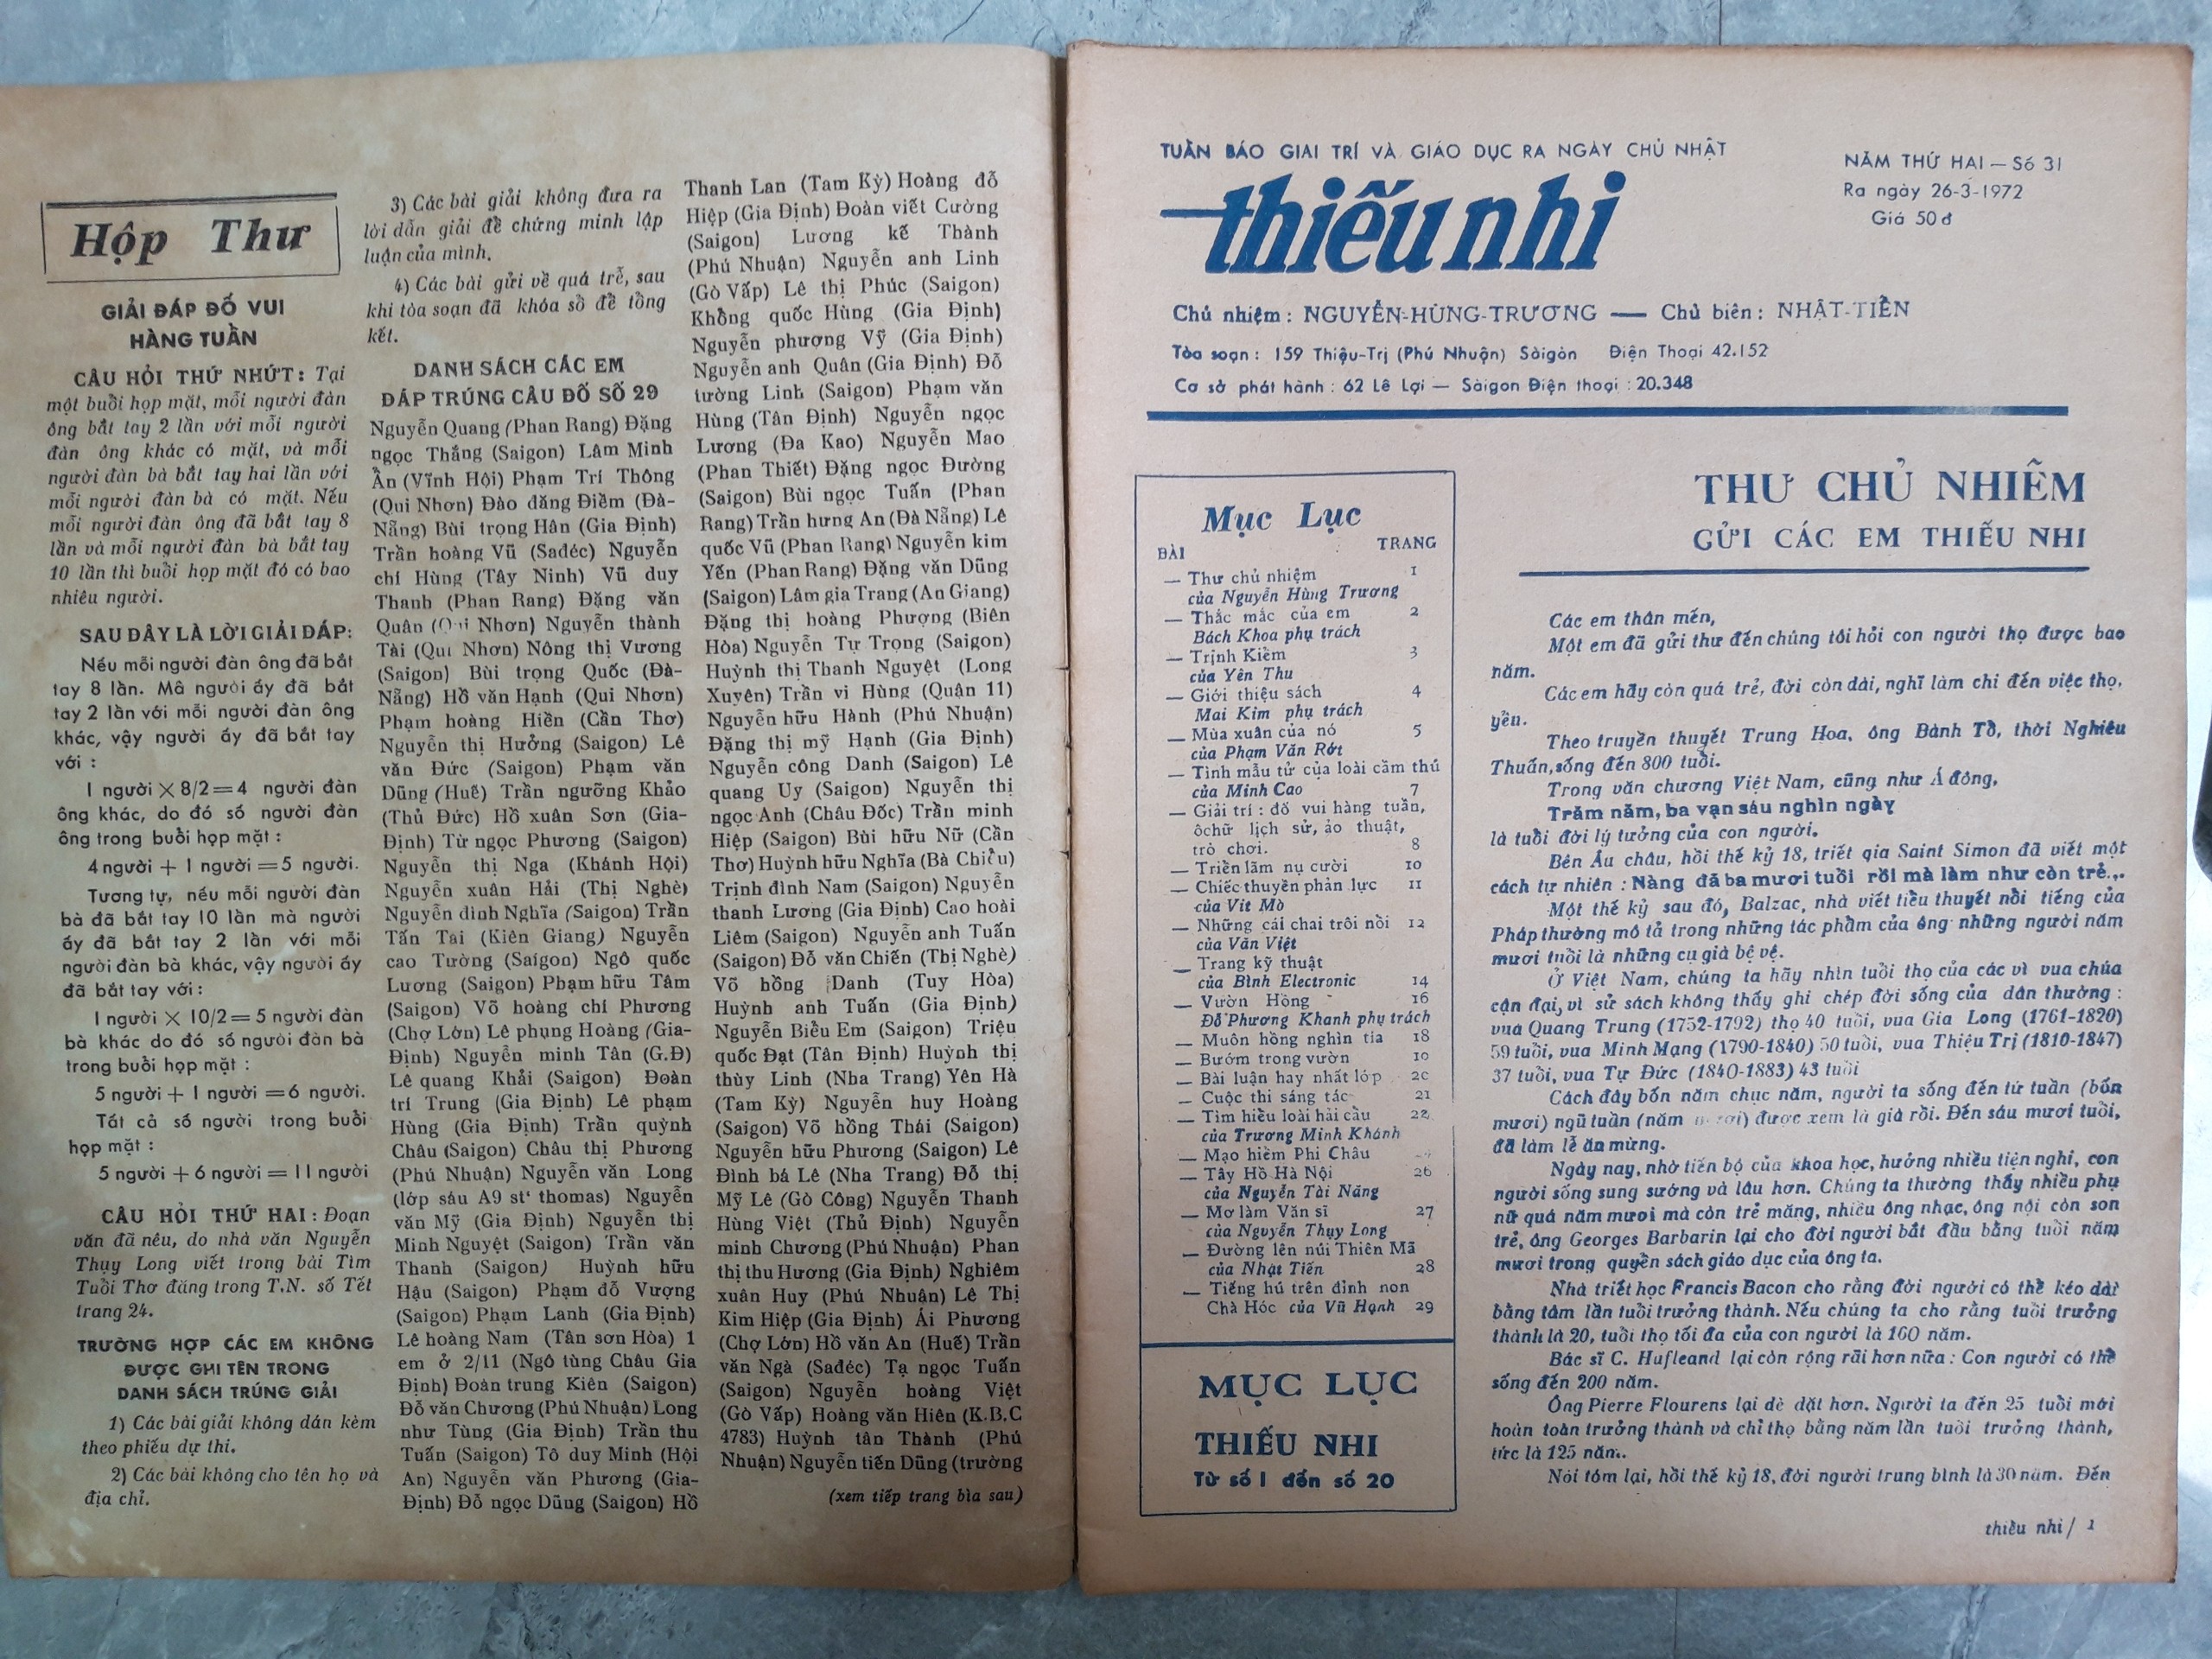 Hộp Thư
GIẢI ĐÁP ĐỐ VUI
HÀNG TUẦN
CÂU HỎI THỨ NHỨT: Tại
một buổi họp mặt, mỗi người đàn
ông bắt tay 2 lần với mỗi người
đàn ông khác có mặt, và mỗi
người đàn bà bắt tay hai lần với
mỗi người đàn bà có mặt. Nếu
mỗi người đàn ông đã bắt tay 8
lần và mỗi người đàn bà bắt tay
10 lần thì buổi họp mặt đó có bao
nhiêu người.
SAU ĐÂY LÀ LỜI GIẢI ĐÁP:
Nếu mỗi người đàn ông đã bắt
tay 8 lần. Mà người ấy đã bắt
tay 2 lần với mỗi người đàn ông
khác, vậy người ấy đã bắt tay
với :
1 người × 8/2 = 4 người đàn
ông khác, do đó số người đàn
ông trong buổi họp mặt :
4 người + 1 người = 5 người.
Tương tự, nếu mỗi người đàn
bà đã bắt tay 10 lần mà người
ấy đã bắt tay 2 lần với mỗi
người đàn bà khác, vậy người ấy
đã bắt tay với :
1 người × 10/2 = 5 người đàn
bà khác do đó số người đàn bà
trong buổi họp mặt :
5 người + 1 người = 6 người.
Tất cả số người trong buổi
họp mặt :
5 người + 6 người = 11 người
CÂU HỎI THỨ HAI : Đoạn
văn đã nêu, do nhà văn Nguyễn
Thụy Long viết trong bài Tìm
Tuổi Thơ đăng trong T.N. số Tết
trang 24.
TRƯỜNG HỢP CÁC EM KHÔNG
ĐƯỢC GHI TÊN TRONG
DANH SÁCH TRÚNG GIẢI
1) Các bài giải không dán kèm
theo phiếu dự thi.
2) Các bài không cho tên họ và
địa chỉ.
3) Các bài giải không đưa ra
lời dẫn giải để chứng minh lập
luận của mình.
4) Các bài gửi về quá trễ, sau
khi tòa soạn đã khóa sổ để tổng
kết.
DANH SÁCH CÁC EM
ĐÁP TRÚNG CÂU ĐỐ SỐ 29
Nguyễn Quang (Phan Rang) Đặng
ngọc Thắng (Saigon) Lâm Minh
Ẩn (Vĩnh Hội) Phạm Trí Thông
(Qui Nhơn) Đào đăng Điềm (Đà-
Nẵng) Bùi trọng Hân (Gia Định)
Trần hoàng Vũ (Sađéc) Nguyễn
chí Hùng (Tây Ninh) Vũ duy
Thanh (Phan Rang) Đặng văn
Quân (Qui Nhơn) Nguyễn thành
Tài (Qui Nhơn) Nông thị Vương
(Saigon) Bùi trọng Quốc (Đà-
Nẵng) Hồ văn Hạnh (Qui Nhơn)
Phạm hoàng Hiền (Cần Thơ)
Nguyễn thị Hưởng (Saigon) Lê
văn Đức (Saigon) Phạm văn
Dũng (Huế) Trần ngưỡng Khảo
(Thủ Đức) Hồ xuân Sơn (Gia-
Định) Từ ngọc Phương (Saigon)
Nguyễn thị Nga (Khánh Hội)
Nguyễn xuân Hải (Thị Nghè)
Nguyễn đình Nghĩa (Saigon) Trần
Tấn Tài (Kiên Giang) Nguyễn
cao Tường (Saigon) Ngô quốc
Lương (Saigon) Phạm hữu Tâm
(Saigon) Võ hoàng chí Phương
(Chợ Lớn) Lê phụng Hoàng (Gia-
Định) Nguyễn minh Tân (G.Đ)
Lê quang Khải (Saigon) Đoàn
trí Trung (Gia Định) Lê phạm
Hùng (Gia Định) Trần quỳnh
Châu (Saigon) Châu thị Phương
(Phú Nhuận) Nguyễn văn Long
(lớp sáu A9 st' thomas) Nguyễn
văn Mỹ (Gia Định) Nguyễn thị
Minh Nguyệt (Saigon) Trần văn
Thanh (Saigon) Huỳnh hữu
Hậu (Saigon) Phạm đỗ Vượng
(Saigon) Phạm Lanh (Gia Định)
Lê hoàng Nam (Tân sơn Hòa) 1
em ở 2/11 (Ngô tùng Châu Gia
Định) Đoàn trung Kiên (Saigon)
Đỗ văn Chương (Phú Nhuận) Long
như Tùng (Gia Định) Trần thu
Tuấn (Saigon) Tô duy Minh (Hội
An) Nguyễn văn Phương (Gia-
Định) Đỗ ngọc Dũng (Saigon) Hồ
Thanh Lan (Tam Kỳ) Hoàng đỗ
Hiệp (Gia Định) Đoàn viết Cường
(Saigon) Lương kế Thành
(Phú Nhuận) Nguyễn anh Linh
(Gò Vấp) Lê thị Phúc (Saigon)
Khổng quốc Hùng (Gia Định)
Nguyễn phương Vỹ (Gia Định)
Nguyễn anh Quân (Gia Định) Đỗ
tường Linh (Saigon) Phạm văn
Hùng (Tân Định) Nguyễn ngọc
Lương (Đa Kao) Nguyễn Mao
(Phan Thiết) Đặng ngọc Đường
(Saigon) Bùi ngọc Tuấn (Phan
Rang) Trần hưng An (Đà Nẵng) Lê
quốc Vũ (Phan Rang) Nguyễn kim
Yến (Phan Rang) Đặng văn Dũng
(Saigon) Lâm gia Trang (An Giang)
Đặng thị hoàng Phượng (Biên
Hòa) Nguyễn Tự Trọng (Saigon)
Huỳnh thị Thanh Nguyệt (Long
Xuyên) Trần vi Hùng (Quận 11)
Nguyễn hữu Hành (Phú Nhuận)
Đặng thị mỹ Hạnh (Gia Định)
Nguyễn công Danh (Saigon) Lê
quang Uy (Saigon) Nguyễn thị
ngọc Anh (Châu Đốc) Trần minh
Hiệp (Saigon) Bùi hữu Nữ (Cần
Thơ) Huỳnh hữu Nghĩa (Bà Chiểu)
Trịnh đình Nam (Saigon) Nguyễn
thanh Lương (Gia Định) Cao hoài
Liêm (Saigon) Nguyễn anh Tuấn
(Saigon) Đỗ văn Chiến (Thị Nghè)
Võ hồng Danh (Tuy Hòa)
Huỳnh anh Tuấn (Gia Định)
Nguyễn Biều Em (Saigon) Triệu
quốc Đạt (Tân Định) Huỳnh thị
thùy Linh (Nha Trang) Yên Hà
(Tam Kỳ) Nguyễn huy Hoàng
(Saigon) Võ hồng Thái (Saigon)
Nguyễn hữu Phương (Saigon) Lê
Đình bá Lê (Nha Trang) Đỗ thị
Mỹ Lê (Gò Công) Nguyễn Thanh
Hùng Việt (Thủ Định) Nguyễn
minh Chương (Phú Nhuận) Phan
thị thu Hương (Gia Định) Nghiêm
xuân Huy (Phú Nhuận) Lê Thị
Kim Hiệp (Gia Định) Ái Phương
(Chợ Lớn) Hồ văn An (Huế) Trần
văn Ngà (Sađéc) Tạ ngọc Tuấn
(Saigon) Nguyễn hoàng Việt
(Gò Vấp) Hoàng văn Hiên (K.B.C
4783) Huỳnh tân Thành (Phú
Nhuận) Nguyễn tiến Dũng (trường
(xem tiếp trang bìa sau)
TUẦN BÁO GIAI TRÍ VÀ GIÁO DỤC RA NGÀY CHỦ NHẬT
thiếu nhi
NĂM THỨ HAI — Số 31
Ra ngày 26-3-1972
Giá 50 đ
Chủ nhiệm : NGUYỄN-HÙNG-TRƯƠNG — Chủ biên : NHẬT-TIẾN
Tòa soạn : 159 Thiệu-Trị (Phú Nhuận) Sàigòn Điện Thoại 42.152
Cơ sở phát hành : 62 Lê Lợi — Sàigon Điện thoại : 20.348
Mục Lục
BÀI TRANG
— Thư chủ nhiệm 1
của Nguyễn Hùng Trương
— Thắc mắc của em 2
Bách Khoa phụ trách
— Trịnh Kiểm 3
của Yên Thu
— Giới thiệu sách 4
Mai Kim phụ trách
— Mùa xuân của nó 5
của Phạm Văn Rớt
— Tình mẫu tử của loài cầm thú
của Minh Cao 7
— Giải trí : đố vui hàng tuần,
ôchữ lịch sử, ảo thuật,
trò chơi. 8
— Triển lãm nụ cười 10
— Chiếc thuyền phản lực 11
của Vit Mò
— Những cái chai trôi nổi 12
của Văn Việt
— Trang kỹ thuật
của Bình Electronic 14
— Vườn Hồng 16
Đỗ Phương Khanh phụ trách
— Muôn hồng nghìn tía 18
— Bướm trong vườn 10
— Bài luận hay nhất lớp 20
— Cuộc thi sáng tác 21
— Tìm hiểu loài hải cẩu 22
của Trương Minh Khánh
— Mạo hiểm Phi Châu
— Tây Hồ Hà Nội 26
của Nguyễn Tài Năng
— Mơ làm Văn sĩ 27
của Nguyễn Thụy Long
— Đường lên núi Thiên Mã
của Nhật Tiến 28
— Tiếng hú trên đỉnh non
Chà Hóc của Vũ Hạnh 29
MỤC LỤC
THIẾU NHI
Từ số 1 đến số 20
THƯ CHỦ NHIỆM
GỬI CÁC EM THIẾU NHI
Các em thân mến,
Một em đã gửi thư đến chúng tôi hỏi con người thọ được bao
năm.
Các em hãy còn quá trẻ, đời còn dài, nghĩ làm chi đến việc thọ,
yểu.
Theo truyền thuyết Trung Hoa, ông Bành Tổ, thời Nghiêu
Thuấn, sống đến 800 tuổi.
Trong văn chương Việt Nam, cũng như Á đông,
Trăm năm, ba vạn sáu nghìn ngày
là tuổi đời lý tưởng của con người.
Bên Âu châu, hồi thế kỷ 18, triết gia Saint Simon đã viết một
cách tự nhiên : Nàng đã ba mươi tuổi rồi mà làm như còn trẻ...
Một thế kỷ sau đó, Balzac, nhà viết tiểu thuyết nổi tiếng của
Pháp thường mô tả trong những tác phẩm của ông những người năm
mươi tuổi là những cụ già bệ vệ.
Ở Việt Nam, chúng ta hãy nhìn tuổi thọ của các vì vua chúa
cận đại, vì sử sách không thấy ghi chép đời sống của dân thường :
vua Quang Trung (1752-1792) thọ 40 tuổi, vua Gia Long (1761-1820)
59 tuổi, vua Minh Mạng (1790-1840) 50 tuổi, vua Thiệu Trị (1810-1847)
37 tuổi, vua Tự Đức (1840-1883) 43 tuổi
Cách đây bốn năm chục năm, người ta sống đến tứ tuần (bốn
mươi) ngũ tuần (năm mươi) được xem là già rồi. Đến sáu mươi tuổi,
đã làm lễ ăn mừng.
Ngày nay, nhờ tiến bộ của khoa học, hưởng nhiều tiện nghi, con
người sống sung sướng và lâu hơn. Chúng ta thường thấy nhiều phụ
nữ quá năm mươi mà còn trẻ măng, nhiều ông nhạc, ông nội còn son
trẻ, ông Georges Barbarin lại cho đời người bắt đầu bằng tuổi năm
mươi trong quyển sách giáo dục của ông ta.
Nhà triết học Francis Bacon cho rằng đời người có thể kéo dài
bằng tám lần tuổi trưởng thành. Nếu chúng ta cho rằng tuổi trưởng
thành là 20, tuổi thọ tối đa của con người là 160 năm.
Bác sĩ C. Hufleand lại còn rộng rãi hơn nữa : Con người có thể
sống đến 200 năm.
Ông Pierre Flourens lại dè dặt hơn. Người ta đến 25 tuổi mới
hoàn toàn trưởng thành và chỉ thọ bằng năm lần tuổi trưởng thành,
tức là 125 năm.
Nói tóm lại, hồi thế kỷ 18, đời người trung bình là 30 năm. Đến
thiếu nhi / 1